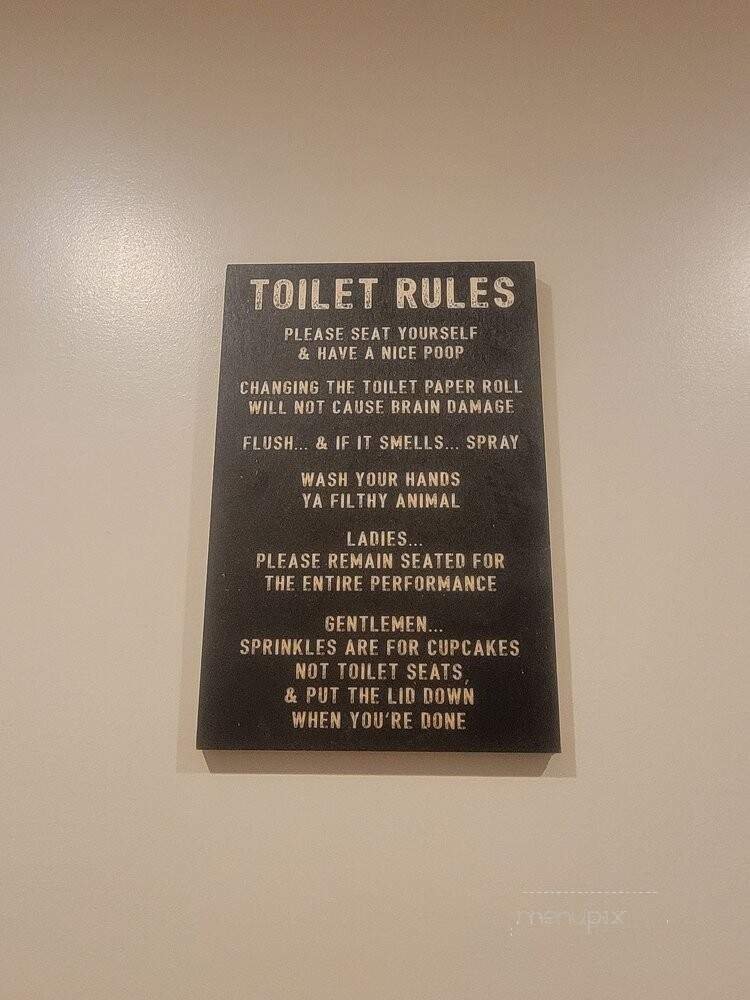 TOILET RULES
PLEASE SEAT YOURSELF
& HAVE A NICE POOP
CHANGING THE TOILET PAPER ROLL
WILL NOT CAUSE BRAIN DAMAGE
FLUSH... & IF IT SMELLS... SPRAY
WASH YOUR HANDS
YA FILTHY ANIMAL
LADIES...
PLEASE REMAIN SEATED FOR
THE ENTIRE PERFORMANCE
GENTLEMEN...
SPRINKLES ARE FOR CUPCAKES
NOT TOILET SEATS,
& PUT THE LID DOWN
WHEN YOU'RE DONE
menupix